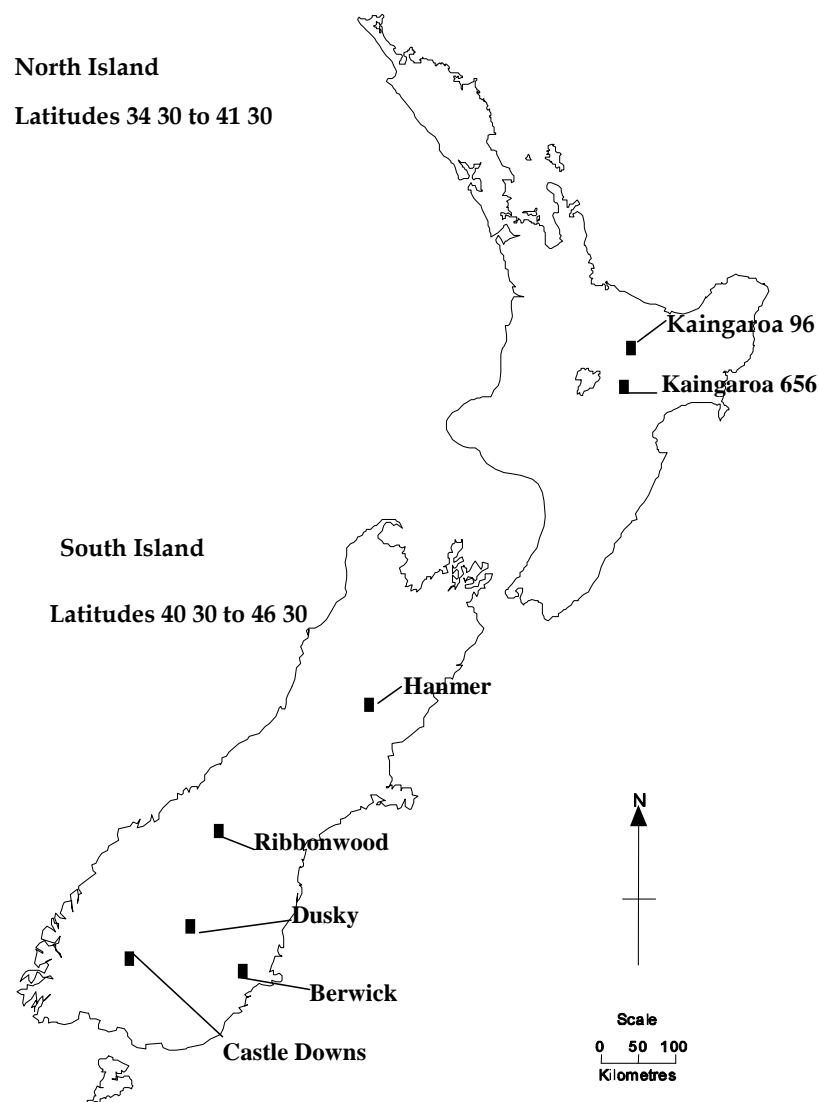 North Island
Latitudes 34 30 to 41 30
Kaingaroa 96
Kaingaroa 656
South Island
Latitudes 40 30 to 46 30
Hanmer
Ribbonwood
Dusky
Berwick
Castle Downs
N
Scale
0 50 100
Kilometres